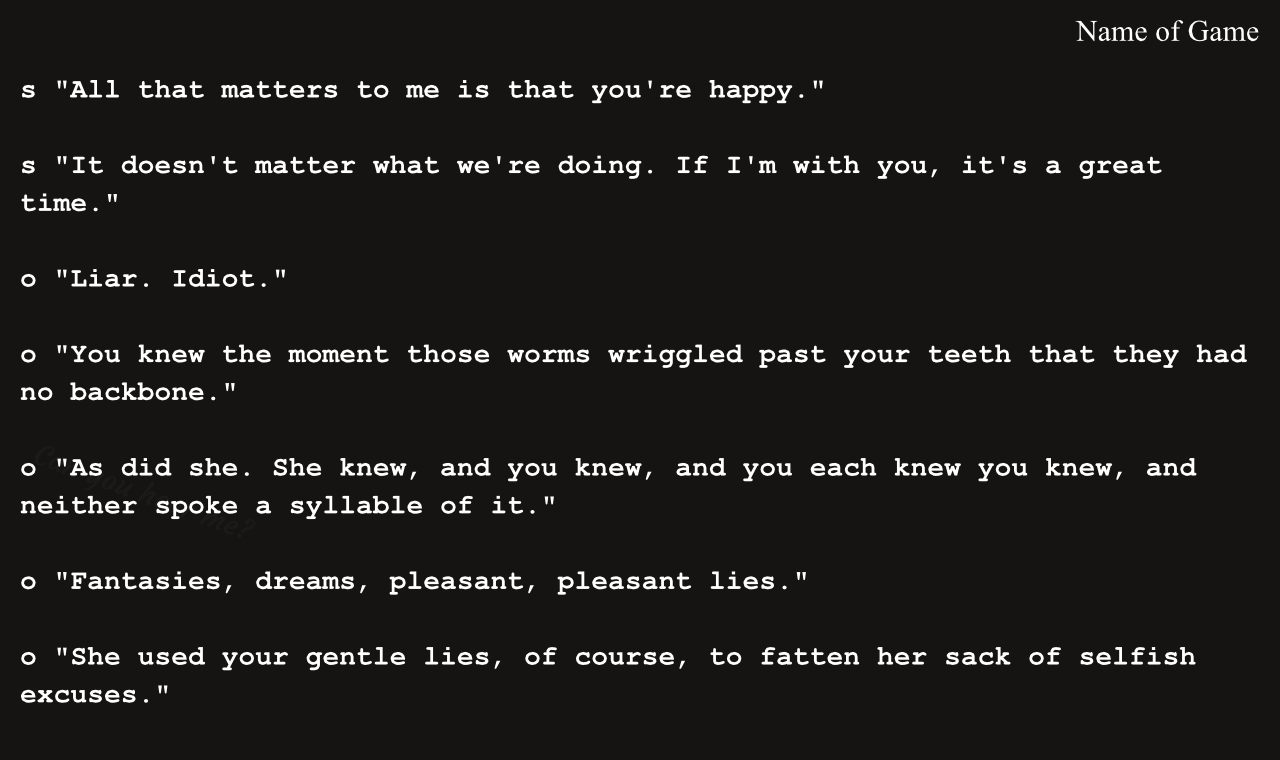 Name of Game
s "All that matters to me is that you're happy."
s "It doesn't matter what we're doing. If I'm with you, it's a great
time."
o "Liar. Idiot."
o "You knew the moment those worms wriggled past your teeth that they had
no backbone."
o "As did she. She knew, and you knew, and you each knew you knew, and
neither spoke a syllable of it."
o "Fantasies, dreams, pleasant, pleasant lies."
o "She used your gentle lies, of course, to fatten her sack of selfish
excuses."
you
me?